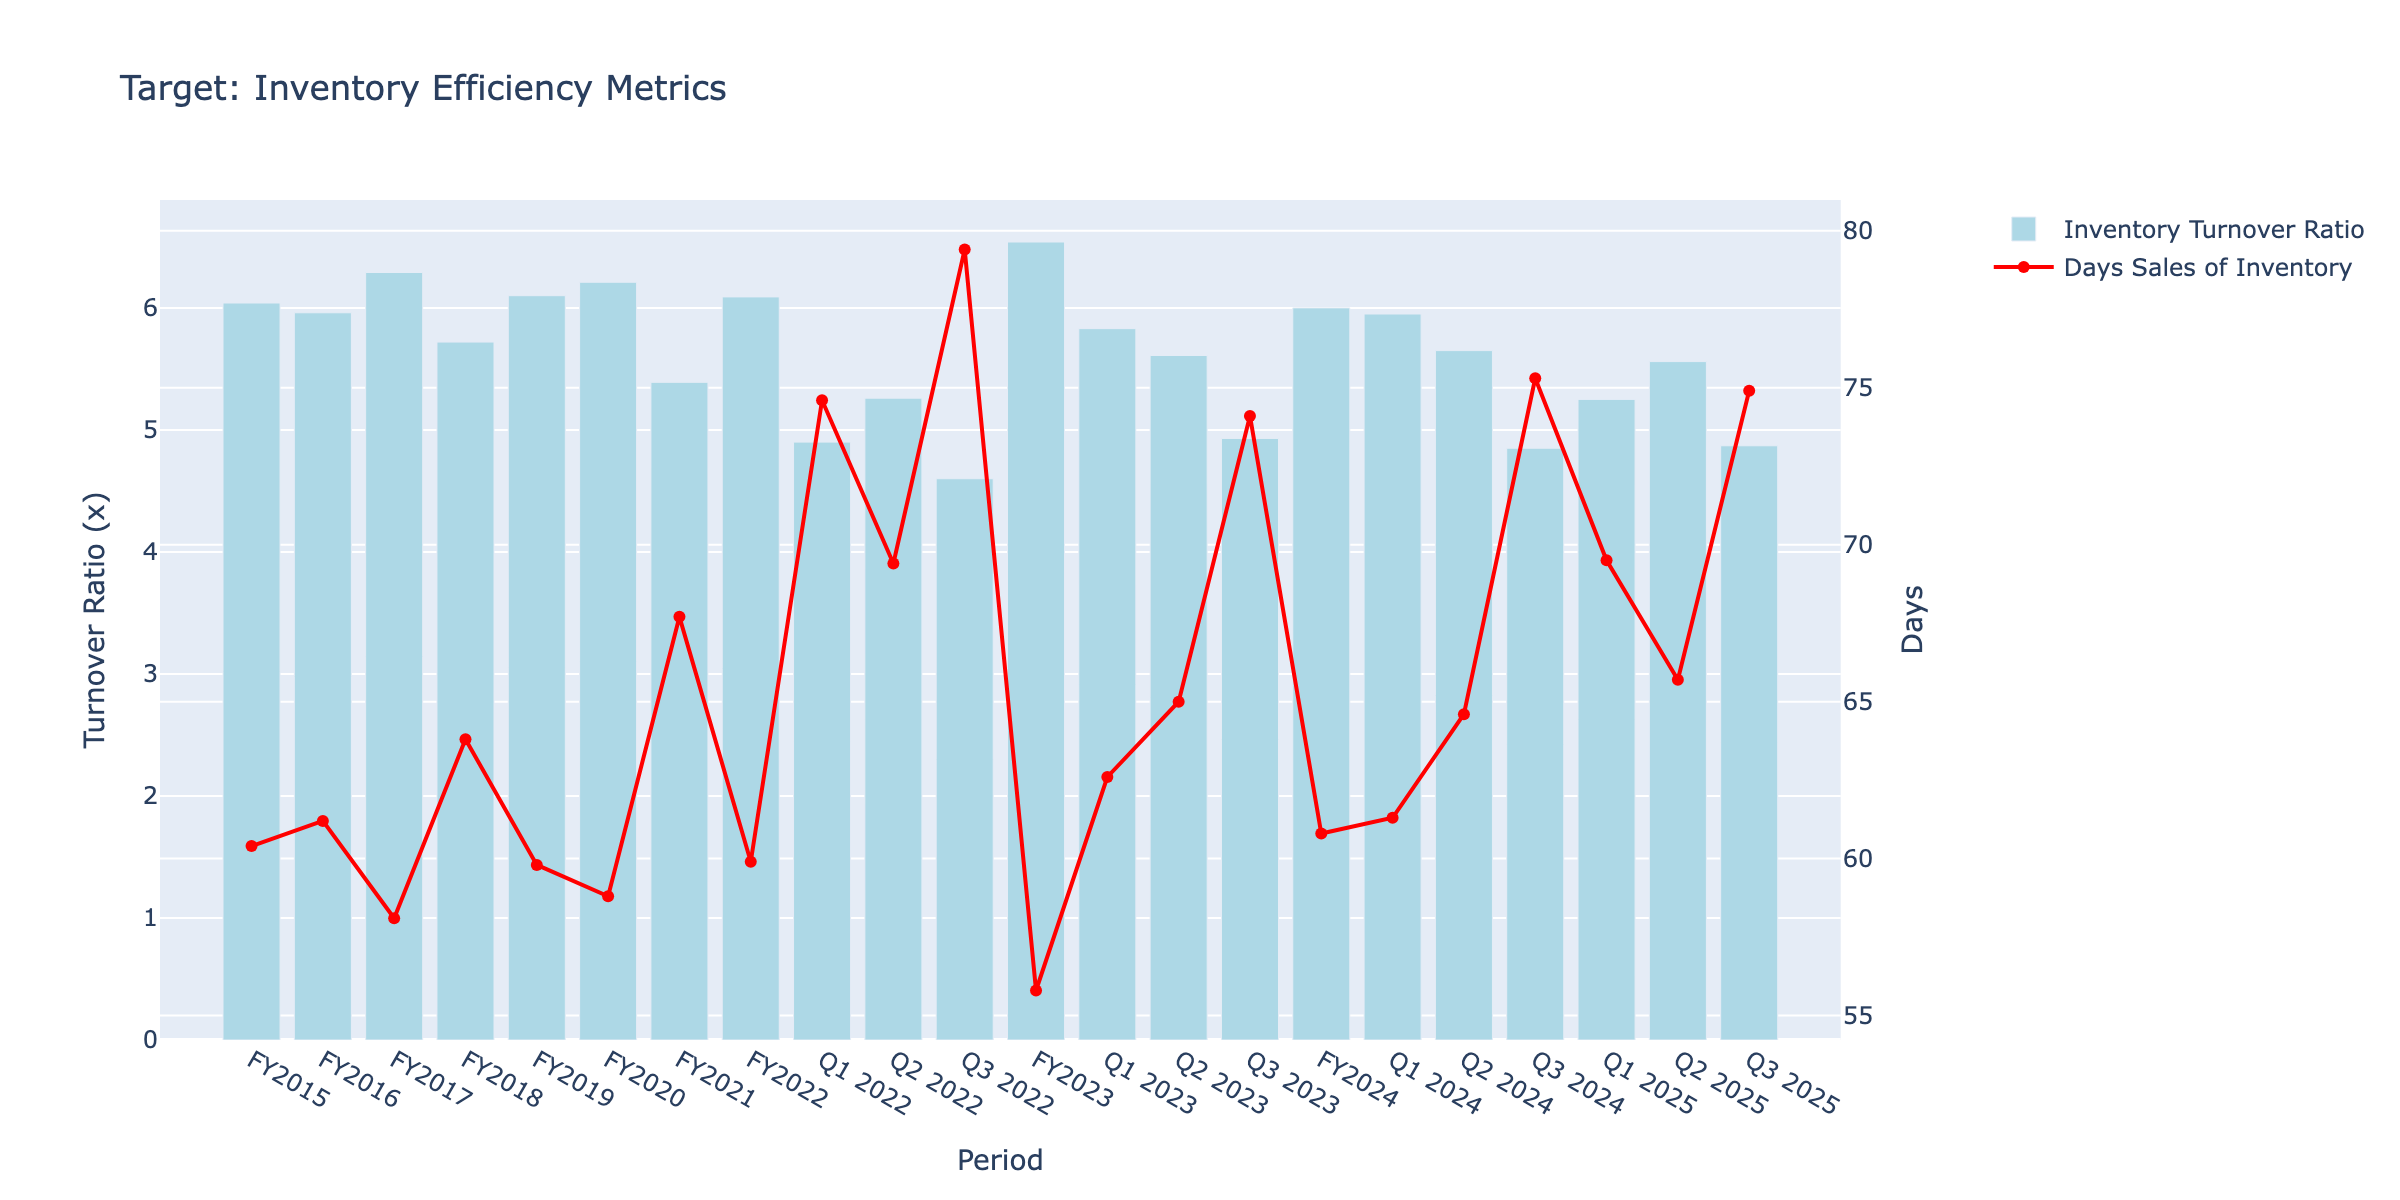 Target: Inventory Efficiency Metrics
Inventory Turnover Ratio
Days Sales of Inventory
Turnover Ratio (x)
6
5
4
3
2
1
0
80
75
70
65
60
55
Days
FY2015
FY2016
FY2017
FY2018
FY2019
FY2020
FY2021
FY2022
Q1 2022
Q2 2022
Q3 2022
FY2023
Q1 2023
Q2 2023
Q3 2023
FY2024
Q1 2024
Q2 2024
Q3 2024
Q1 2025
Q2 2025
Q3 2025
Period